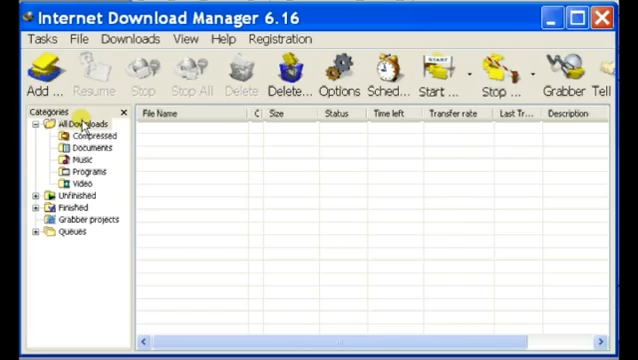 Internet Download Manager 6.16
Tasks File Downloads View Help Registration
Add ... Resume Stop Stop All Delete Delete... Options Sched... Start ... Stop ... Grabber Tell
Categories
File Name Size Status Time left Transfer rate Last Tr... Description
All Downloads
Compressed
Documents
Music
Programs
Video
Unfinished
Finished
Grabber projects
Queues